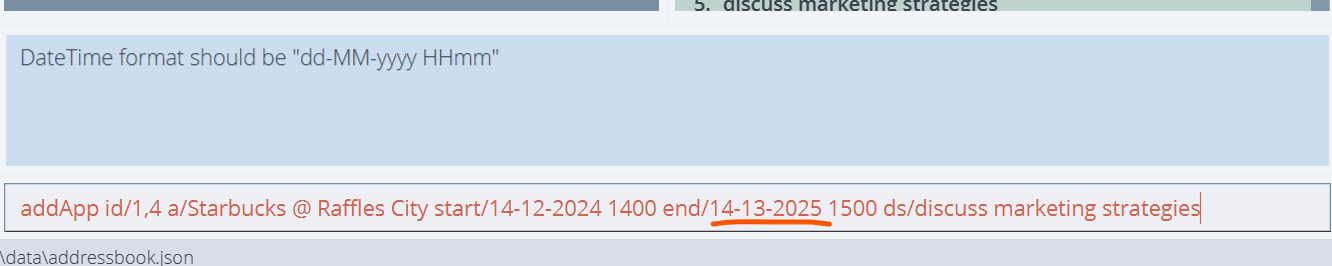 5. discuss marketing strategies
DateTime format should be "dd-MM-yyyy HHmm"
addApp id/1,4 a/Starbucks @ Raffles City start/14-12-2024 1400 end/14-13-2025 1500 ds/discuss marketing strategies
\data\addressbook.json